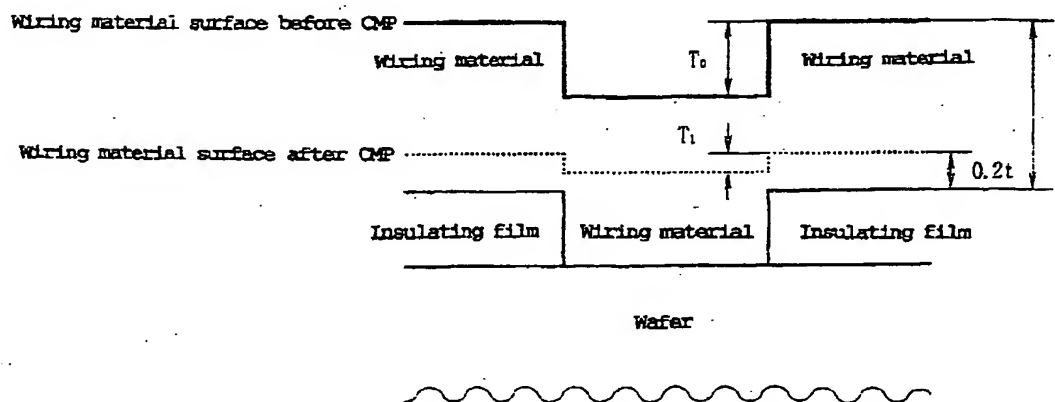 Wiring material surface before CMP
Wiring material
T₀
Wiring material
T₁
Wiring material surface after CMP
0.2t
Insulating film
Wiring material
Insulating film
Wafer